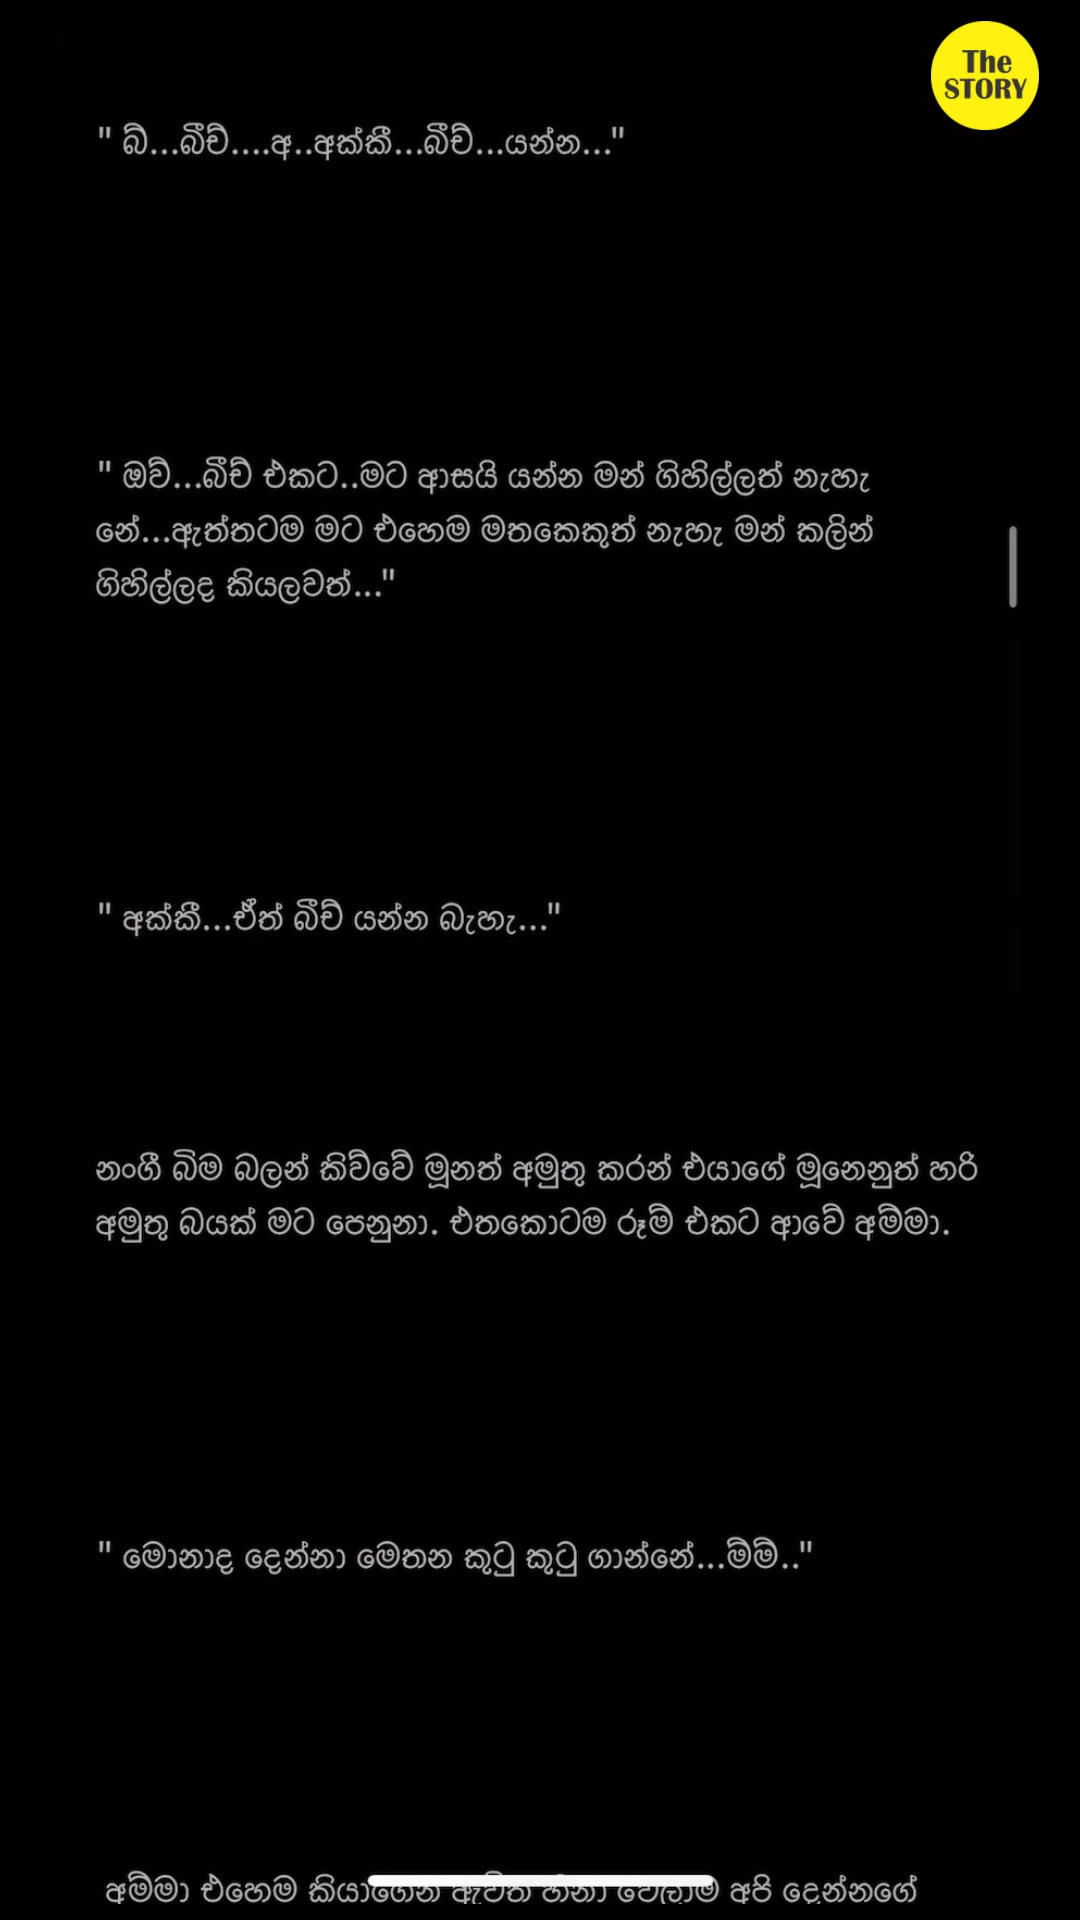 The
STORY
" බ්...බීච්....අ..අක්කී...බීච්...යන්න..."
" ඔව්...බීච් එකට..මට ආසයි යන්න මන් ගිහිල්ලත් නැහැ
නේ...ඇත්තටම මට එහෙම මතකෙකුත් නැහැ මන් කලින්
ගිහිල්ලද කියලවත්..."
" අක්කී...ඒත් බීච් යන්න බැහැ..."
නංගී බිම බලන් කිව්වේ මූනත් අමුතු කරන් එයාගේ මූනෙනුත් හරි
අමුතු බයක් මට පෙනුනා. එතකොටම රූම් එකට ආවේ අම්මා.
" මොනාද දෙන්නා මෙතන කුටු කුටු ගාන්නේ...ම්ම්.."
අම්මා එහෙම කියාගෙන ඇවිත් හිනා වෙලාම අපි දෙන්නගේ